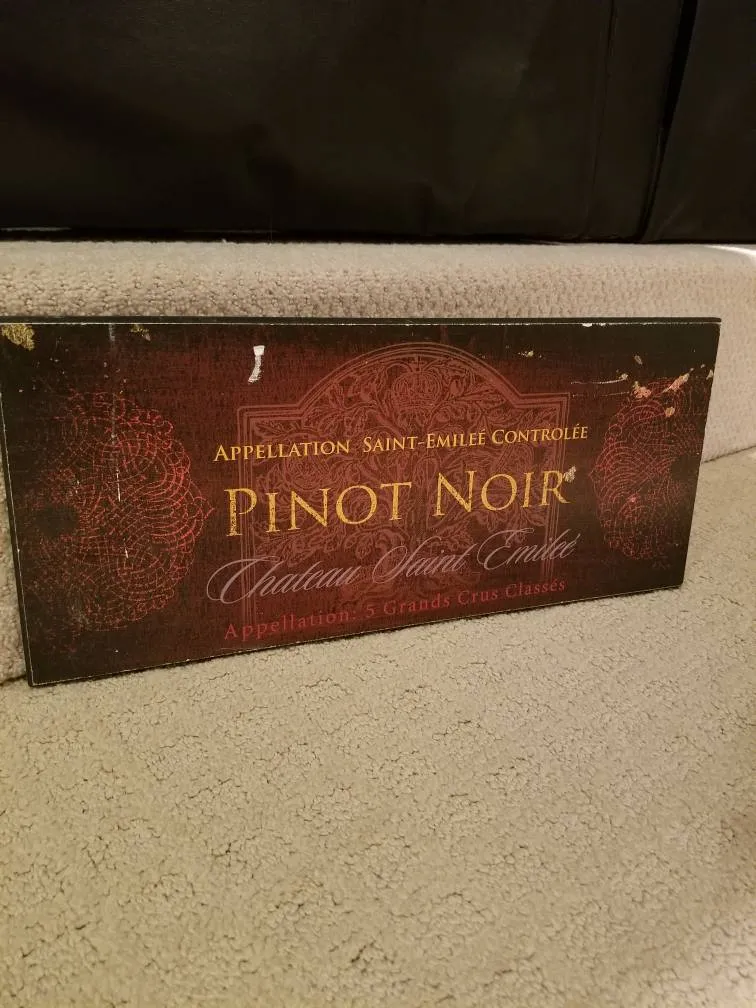 APPELLATION SAINT-EMILEÉ CONTROLÉE
PINOT NOIR
Chateau Saint Emileé
Appellation: 5 Grands Crus Classés